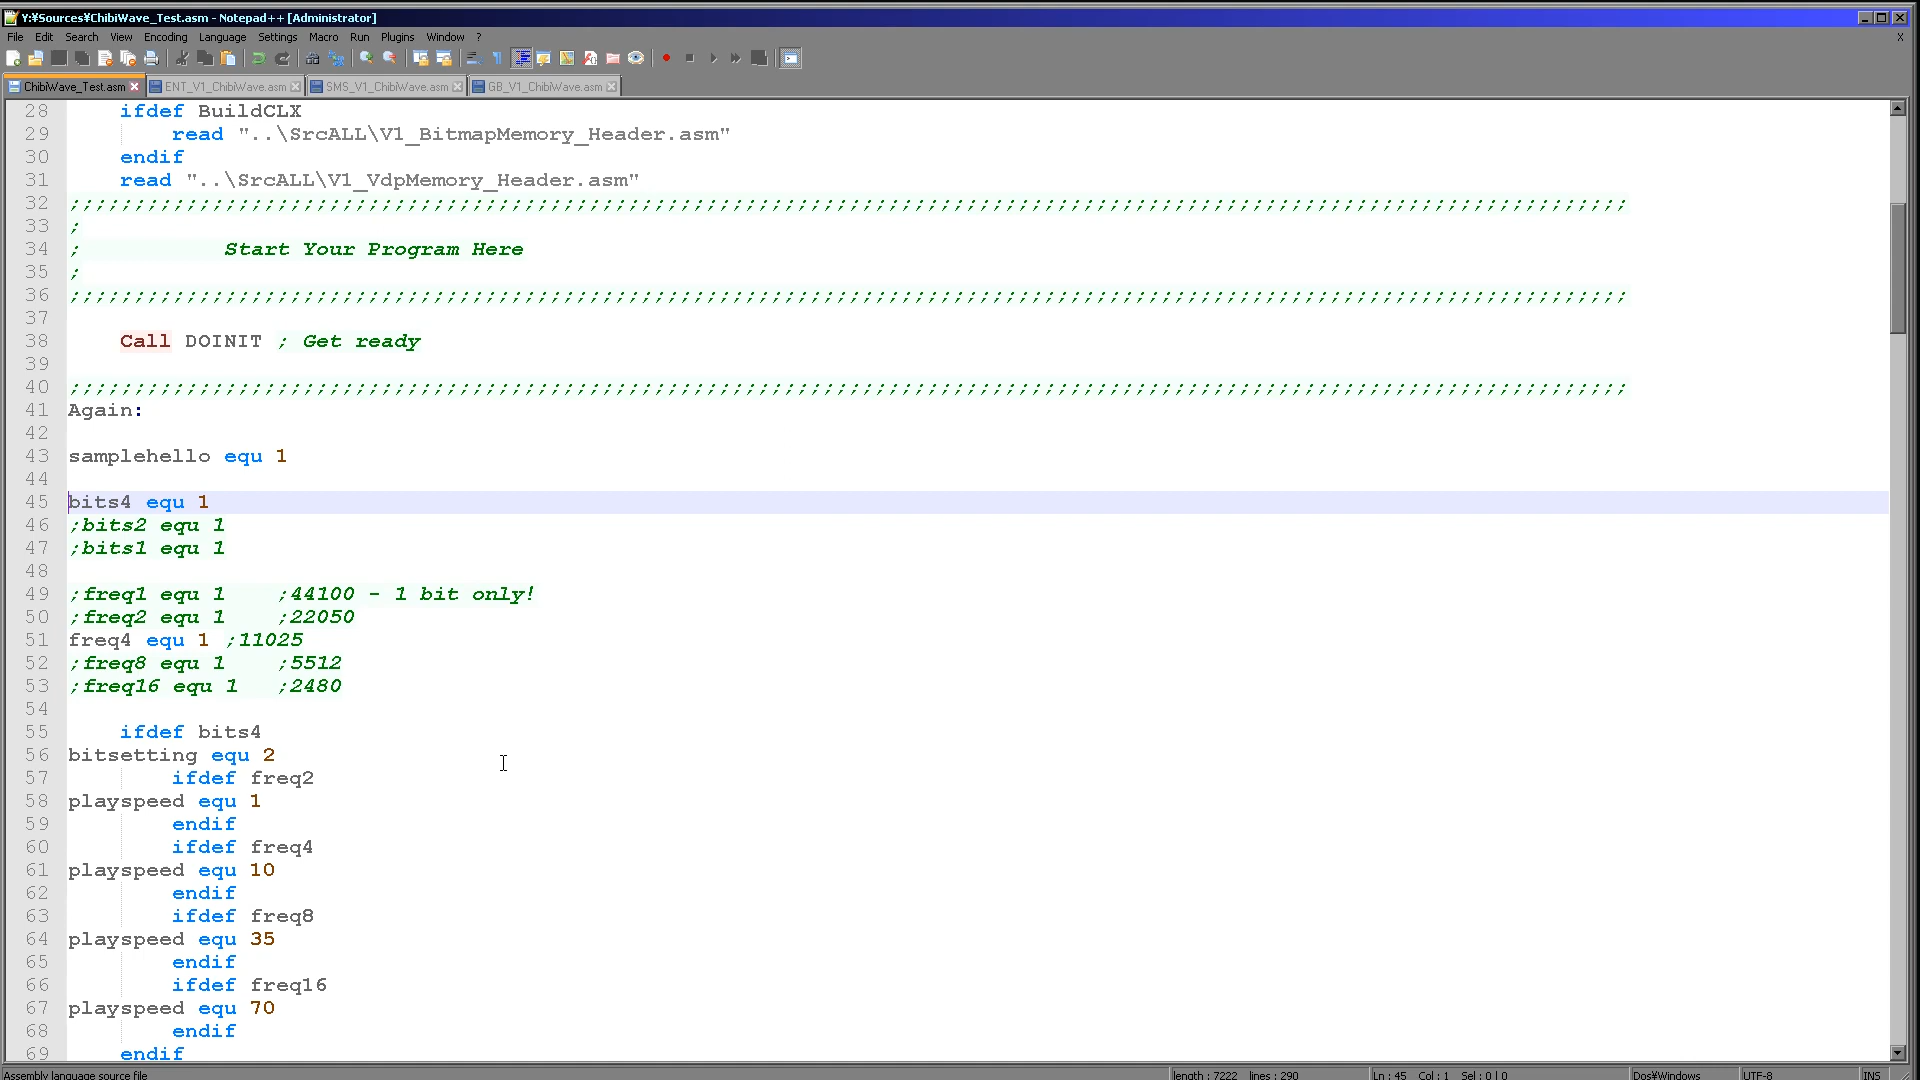 Y:¥Sources¥ChibiWave_Test.asm - Notepad++ [Administrator]
File Edit Search View Encoding Language Settings Macro Run Plugins Window ? X
ChibiWave_Test.asm ENT_V1_ChibiWave.asm SMS_V1_ChibiWave.asm GB_V1_ChibiWave.asm
28 ifdef BuildCLX
29 read "..\SrcALL\V1_BitmapMemory_Header.asm"
30 endif
31 read "..\SrcALL\V1_VdpMemory_Header.asm"
32 ;;;;;;;;;;;;;;;;;;;;;;;;;;;;;;;;;;;;;;;;;;;;;;;;;;;;;;;;;;;;;;;;;;;;;;;;;;;;;;;;;;;;;;;;;;;;;;;;;;;;;;;;;;;;;;;;;;;;;;;;
33 ;
34 ; Start Your Program Here
35 ;
36 ;;;;;;;;;;;;;;;;;;;;;;;;;;;;;;;;;;;;;;;;;;;;;;;;;;;;;;;;;;;;;;;;;;;;;;;;;;;;;;;;;;;;;;;;;;;;;;;;;;;;;;;;;;;;;;;;;;;;;;;;
37
38 Call DOINIT ; Get ready
39
40 ;;;;;;;;;;;;;;;;;;;;;;;;;;;;;;;;;;;;;;;;;;;;;;;;;;;;;;;;;;;;;;;;;;;;;;;;;;;;;;;;;;;;;;;;;;;;;;;;;;;;;;;;;;;;;;;;;;;;;;;;
41 Again:
42
43 samplehello equ 1
44
45 bits4 equ 1
46 ;bits2 equ 1
47 ;bits1 equ 1
48
49 ;freq1 equ 1 ;44100 - 1 bit only!
50 ;freq2 equ 1 ;22050
51 freq4 equ 1 ;11025
52 ;freq8 equ 1 ;5512
53 ;freq16 equ 1 ;2480
54
55 ifdef bits4
56 bitsetting equ 2
57 ifdef freq2
58 playspeed equ 1
59 endif
60 ifdef freq4
61 playspeed equ 10
62 endif
63 ifdef freq8
64 playspeed equ 35
65 endif
66 ifdef freq16
67 playspeed equ 70
68 endif
69 endif
Assembly language source file length : 7222 lines : 290 Ln : 45 Col : 1 Sel : 0 | 0 Dos¥Windows UTF-8 INS